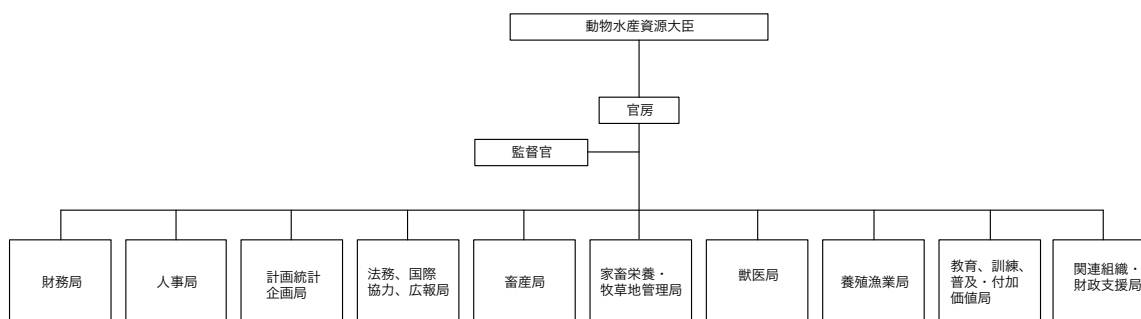 動物水産資源大臣
官房
監督官
財務局
人事局
計画統計
企画局
法務、国際
協力、広報局
畜産局
家畜栄養・
牧草地管理局
獣医局
養殖漁業局
教育、訓練、
普及・付加
価値局
関連組織・
財政支援局